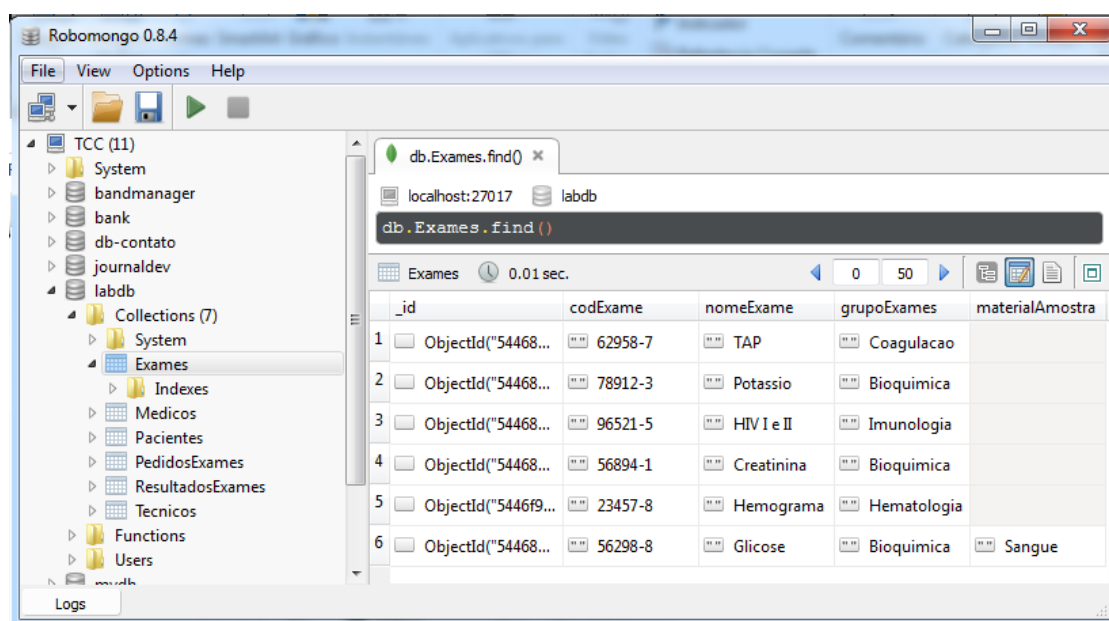 Robomongo 0.8.4
File View Options Help
TCC (11)
System
bandmanager
bank
db-contato
journaldev
labdb
Collections (7)
System
Exames
Indexes
Medicos
Pacientes
PedidosExames
ResultadosExames
Tecnicos
Functions
Users
mydb
db.Exames.find()
localhost:27017 labdb
db.Exames.find()
Exames 0.01 sec. 0 50
_id codExame nomeExame grupoExames materialAmostra
1 ObjectId("54468... "" 62958-7 "" TAP "" Coagulacao
2 ObjectId("54468... "" 78912-3 "" Potassio "" Bioquimica
3 ObjectId("54468... "" 96521-5 "" HIV I e II "" Imunologia
4 ObjectId("54468... "" 56894-1 "" Creatinina "" Bioquimica
5 ObjectId("5446f9... "" 23457-8 "" Hemograma "" Hematologia
6 ObjectId("54468... "" 56298-8 "" Glicose "" Bioquimica "" Sangue
Logs